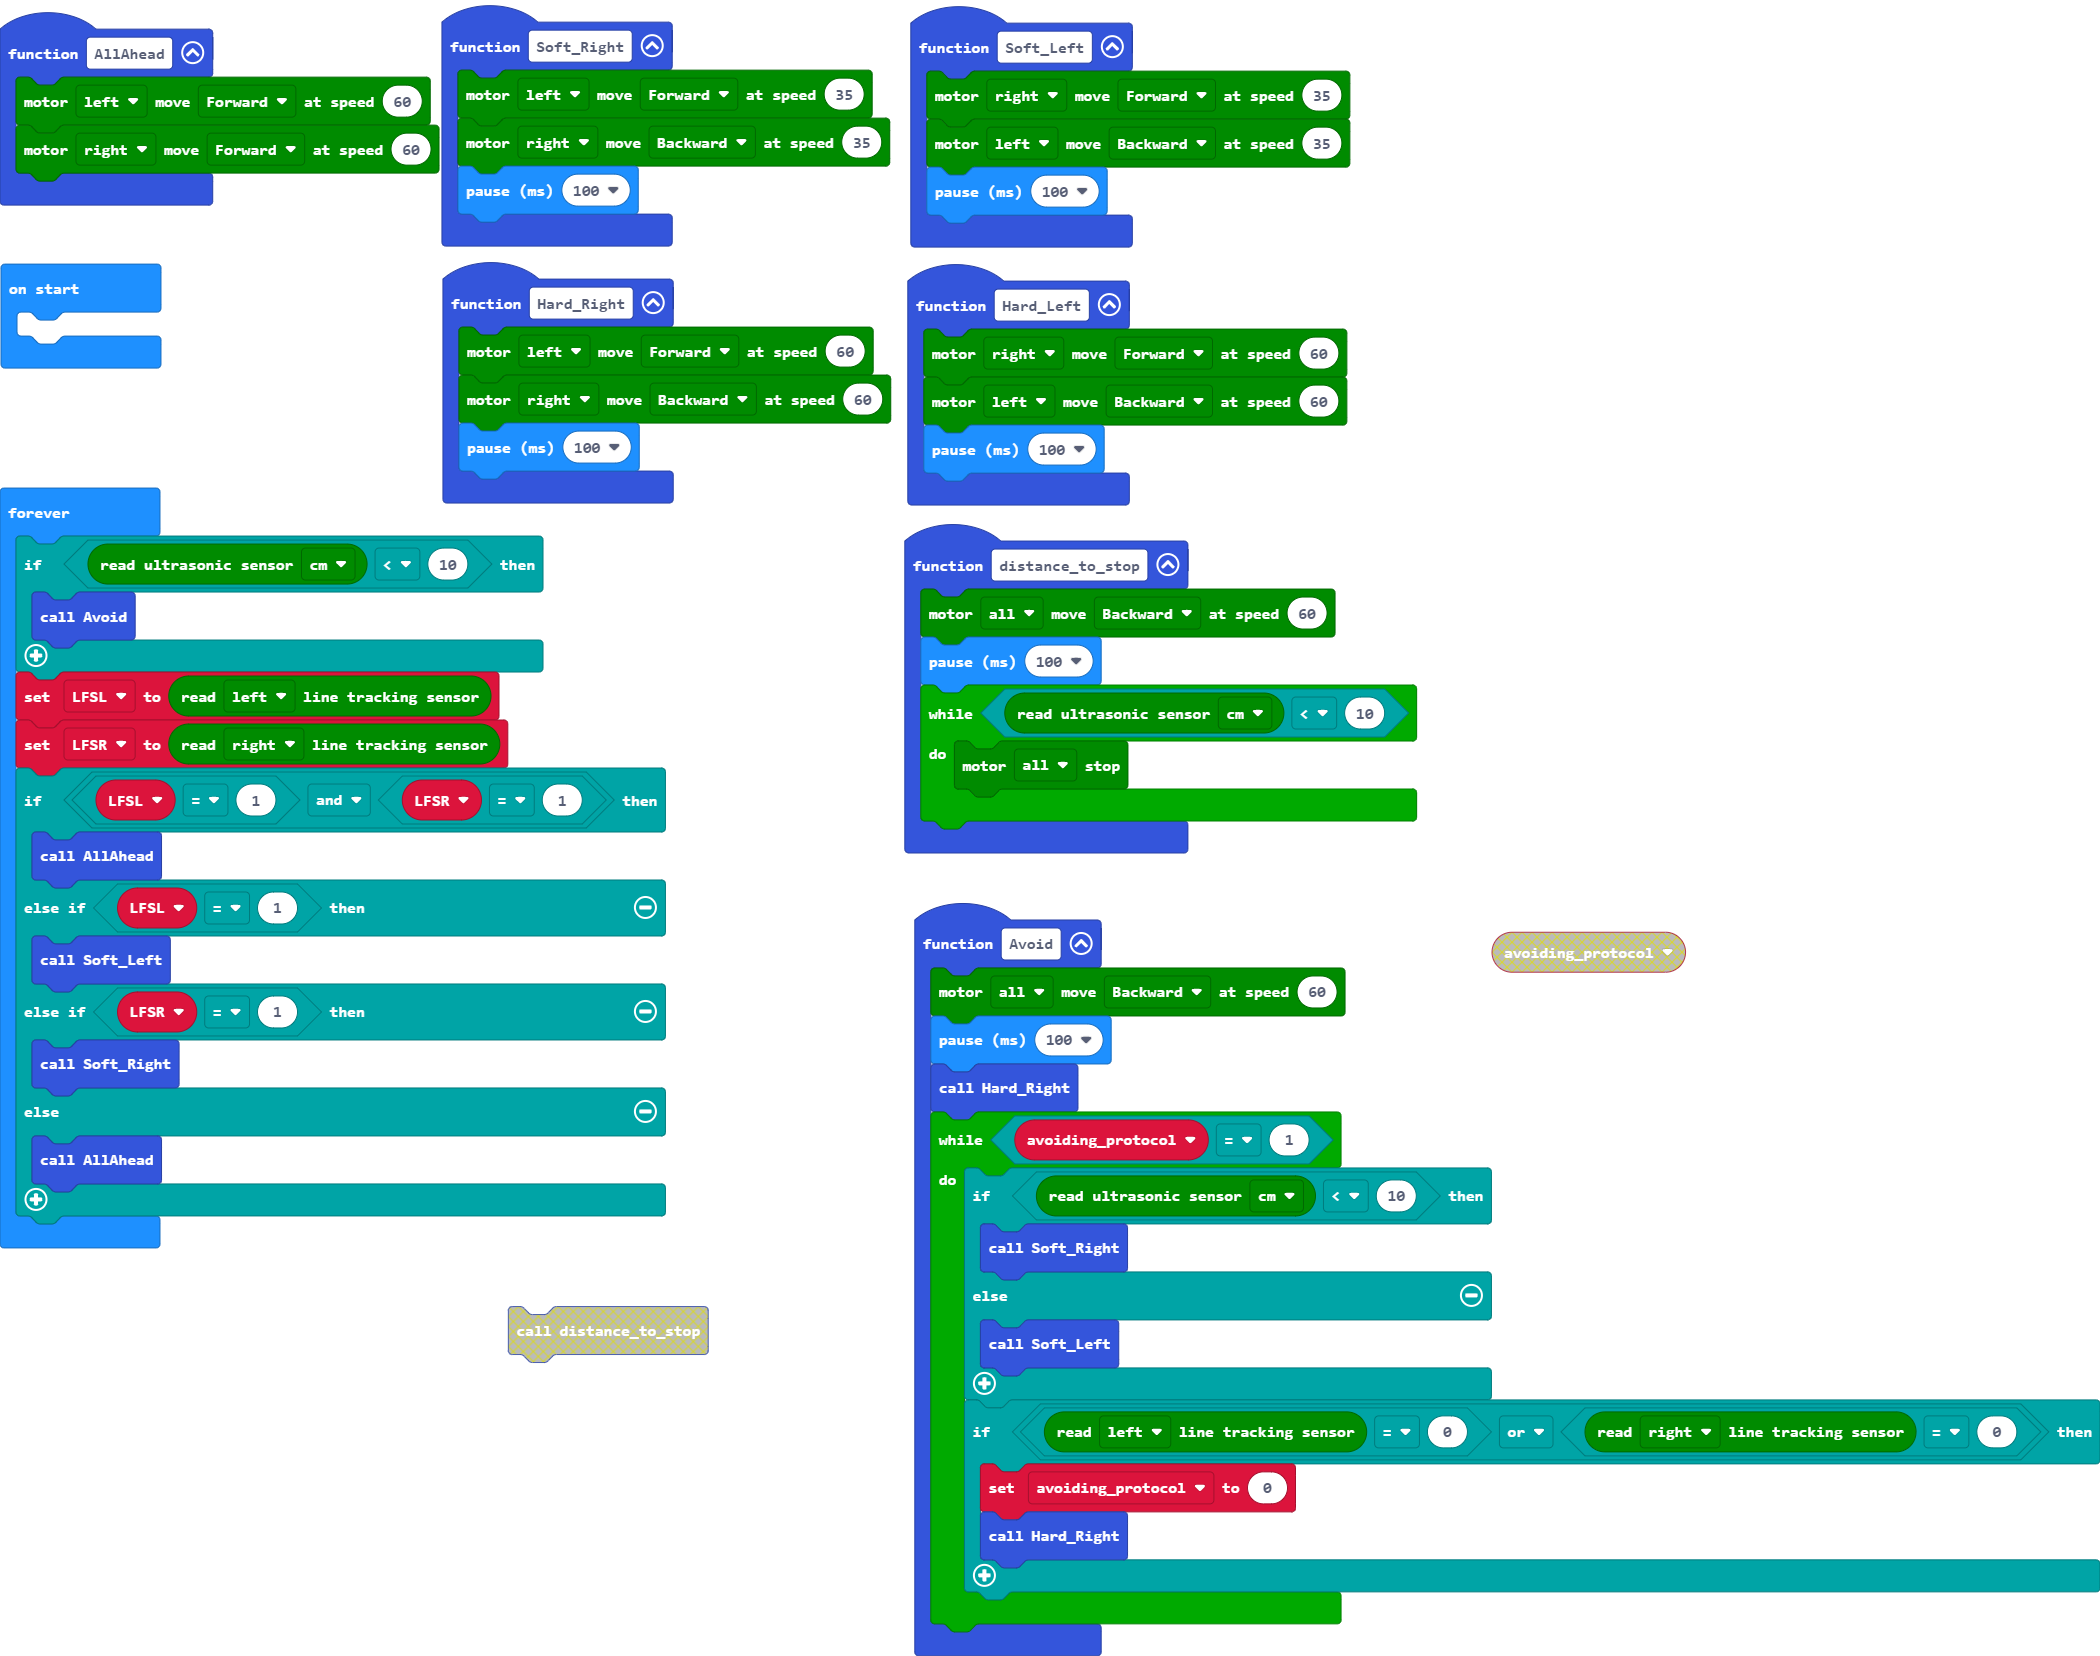 function AllAhead
motor left move Forward at speed 60
motor right move Forward at speed 60
function Soft_Right
motor left move Forward at speed 35
motor right move Backward at speed 35
pause (ms) 100
function Soft_Left
motor right move Forward at speed 35
motor left move Backward at speed 35
pause (ms) 100
on start
function Hard_Right
motor left move Forward at speed 60
motor right move Backward at speed 60
pause (ms) 100
function Hard_Left
motor right move Forward at speed 60
motor left move Backward at speed 60
pause (ms) 100
forever
if read ultrasonic sensor cm < 10 then
call Avoid
set LFSL to read left line tracking sensor
set LFSR to read right line tracking sensor
if LFSL = 1 and LFSR = 1 then
call AllAhead
else if LFSL = 1 then
call Soft_Left
else if LFSR = 1 then
call Soft_Right
else
call AllAhead
function distance_to_stop
motor all move Backward at speed 60
pause (ms) 100
while read ultrasonic sensor cm < 10
do motor all stop
function Avoid
motor all move Backward at speed 60
pause (ms) 100
call Hard_Right
while avoiding_protocol = 1
do if read ultrasonic sensor cm < 10 then
call Soft_Right
else
call Soft_Left
if read left line tracking sensor = 0 or read right line tracking sensor = 0 then
set avoiding_protocol to 0
call Hard_Right
avoiding_protocol
call distance_to_stop